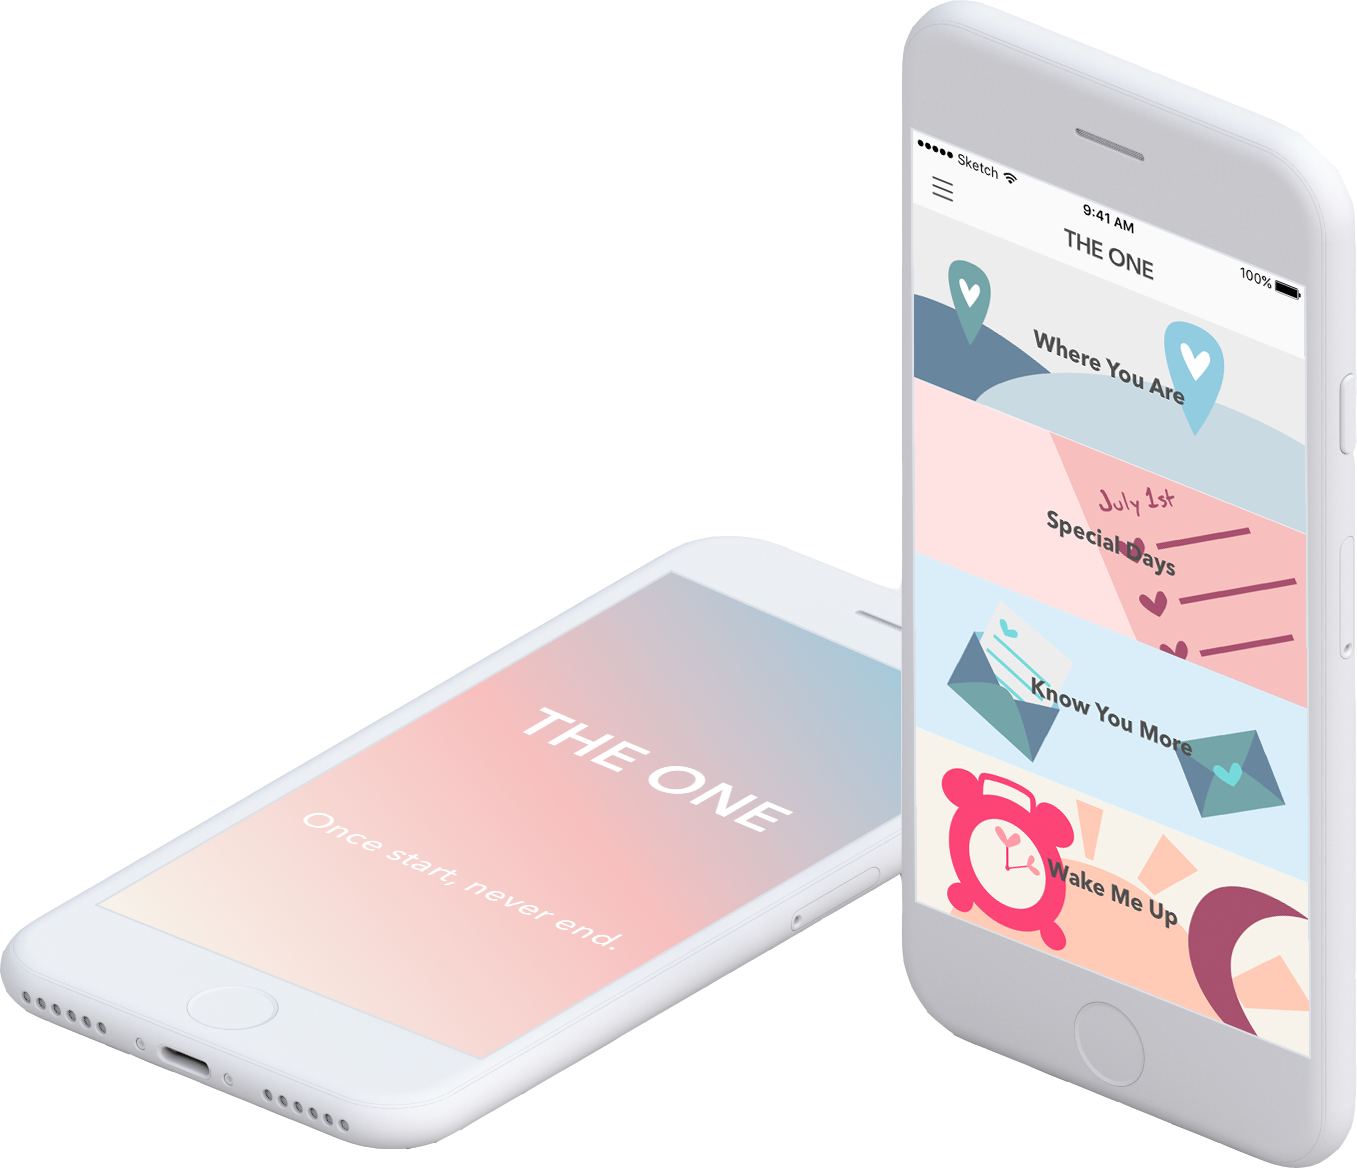 THE ONE
Once start, never end.
Sketch
9:41 AM
100%
THE ONE
Where You Are
July 1st
Special Days
Know You More
Wake Me Up